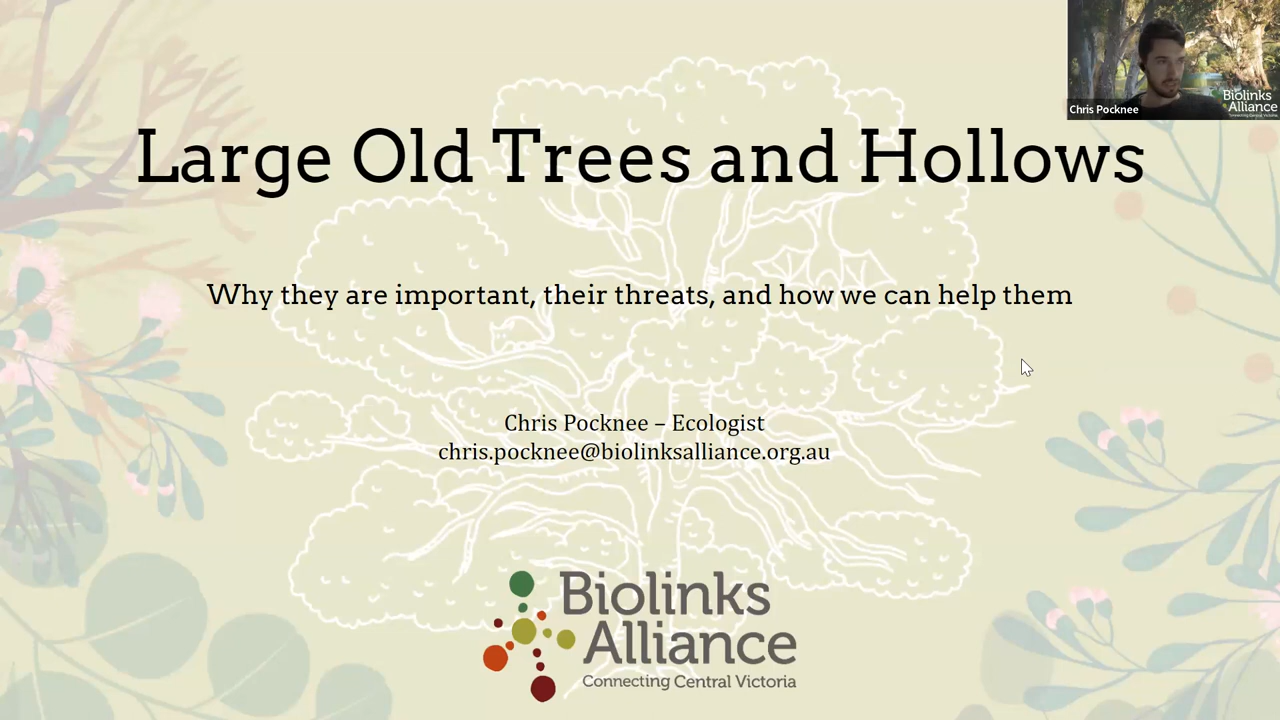 Chris Pocknee
Biolinks
Alliance
Large Old Trees and Hollows
Why they are important, their threats, and how we can help them
Chris Pocknee – Ecologist
chris.pocknee@biolinksalliance.org.au
Biolinks
Alliance
Connecting Central Victoria